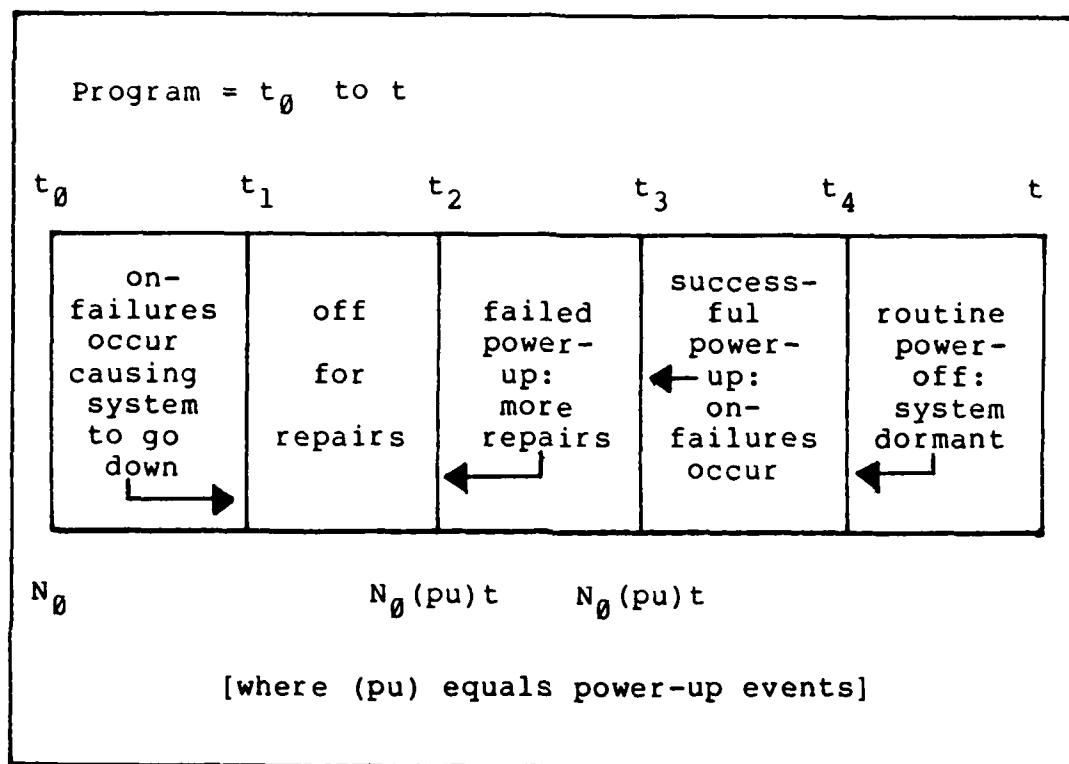 Program = t₀ to t
t₀ t₁ t₂ t₃ t₄ t
on-
failures
occur
causing
system
to go
down
off
for
repairs
failed
power-
up:
more
repairs
success-
ful
power-
up:
on-
failures
occur
routine
power-
off:
system
dormant
N₀ N₀(pu)t N₀(pu)t
[where (pu) equals power-up events]